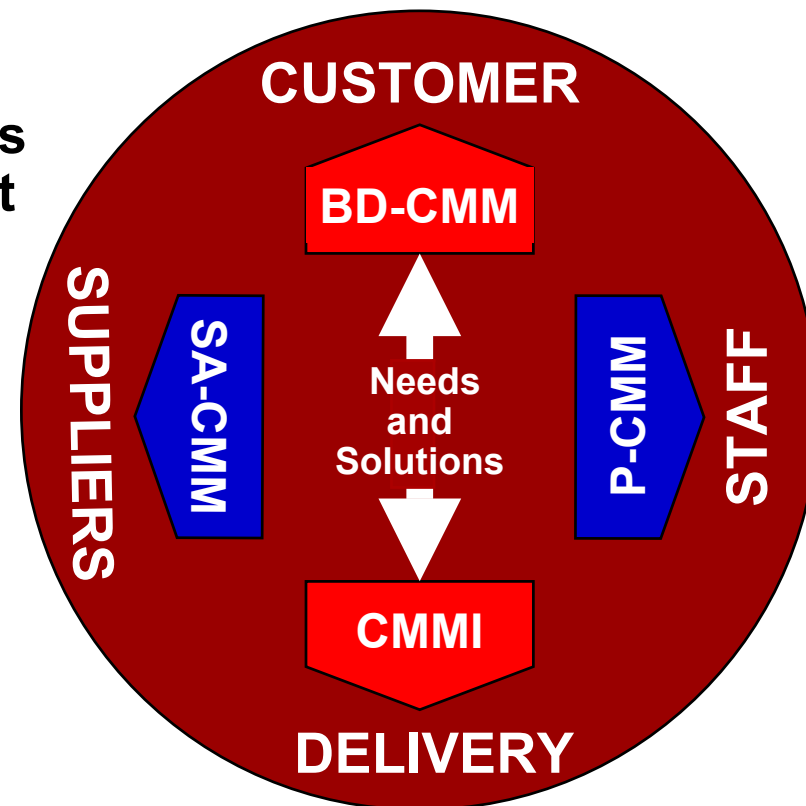 CUSTOMER
s
t
BD-CMM
SUPPLIERS
SA-CMM
Needs
and
Solutions
P-CMM
STAFF
CMMI
DELIVERY